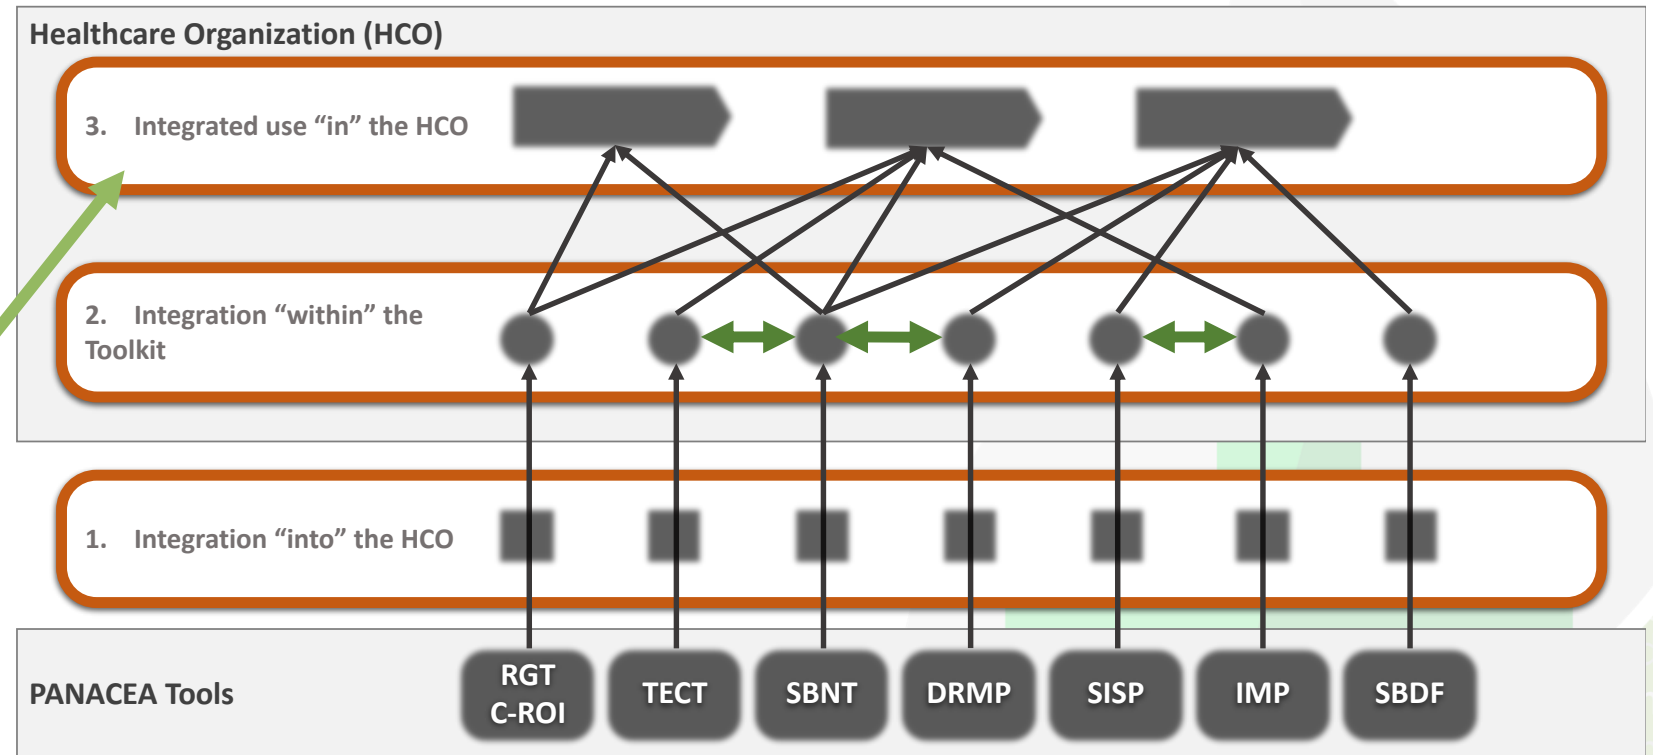 Healthcare Organization (HCO)
3. Integrated use “in” the HCO
2. Integration “within” the
Toolkit
1. Integration “into” the HCO
PANACEA Tools
RGT
C-ROI
TECT
SBNT
DRMP
SISP
IMP
SBDF